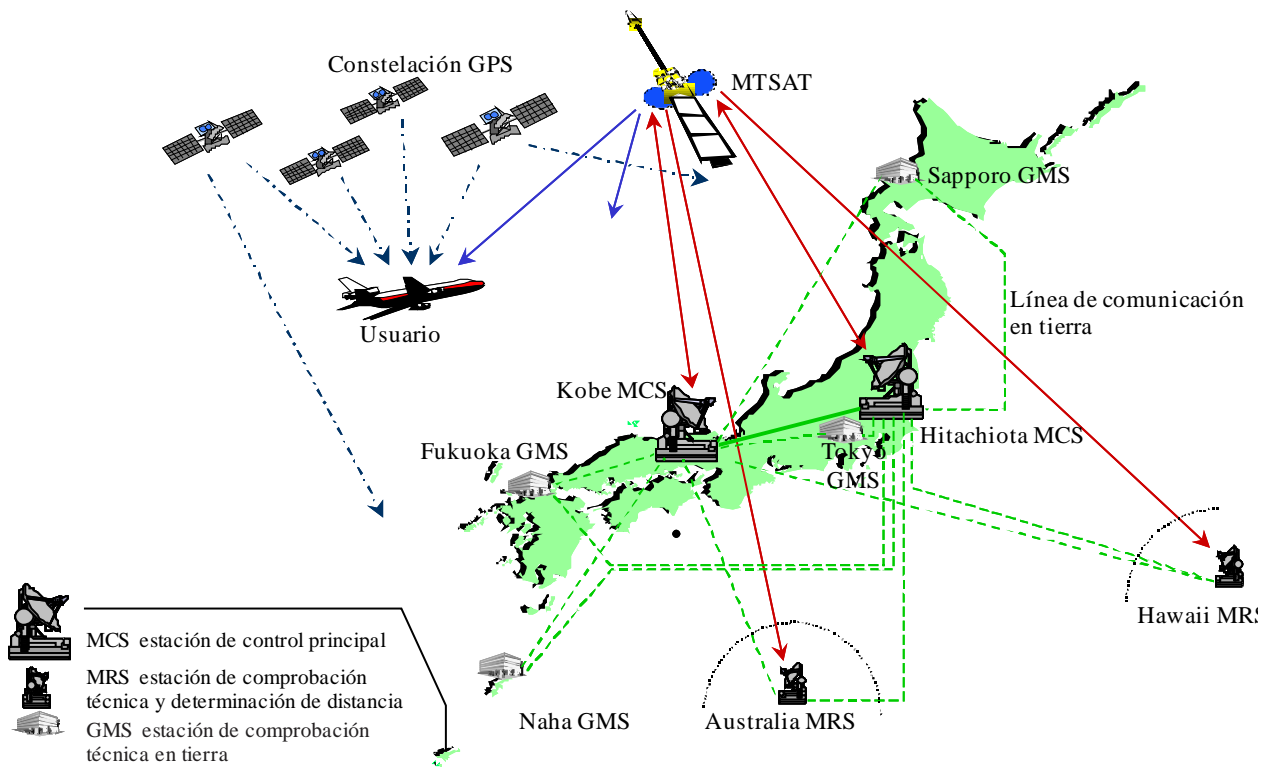 Constelación GPS
MTSAT
Sapporo GMS
Línea de comunicación
en tierra
Usuario
Kobe MCS
Hitachiota MCS
Fukuoka GMS
Tokyo
GMS
Hawaii MRS
Naha GMS
Australia MRS
MCS estación de control principal
MRS estación de comprobación
técnica y determinación de distancia
GMS estación de comprobación
técnica en tierra